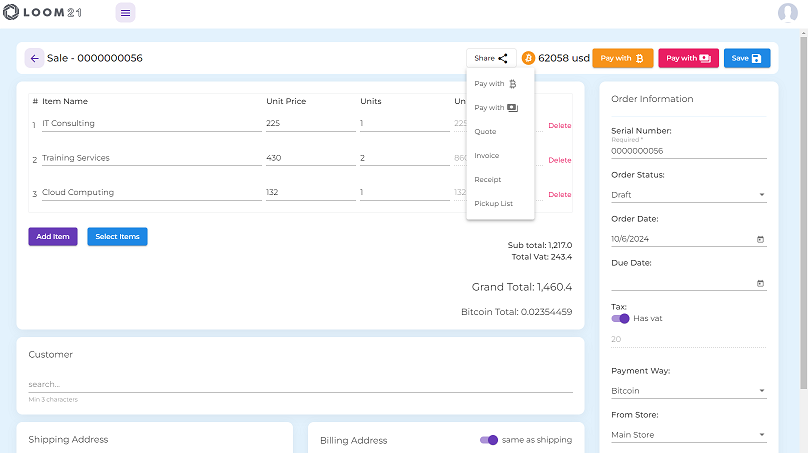 LOOM21
Sale - 0000000056
Share
62058 usd
Pay with
Pay with
Save
Pay with
Pay with
Quote
Invoice
Receipt
Pickup List
# Item Name Unit Price Units
1 IT Consulting 225 1 225 Delete
2 Training Services 430 2 860 Delete
3 Cloud Computing 132 1 132 Delete
Add Item
Select Items
Sub total: 1,217.0
Total Vat: 243.4
Grand Total: 1,460.4
Bitcoin Total: 0.02354459
Customer
search...
Min 3 characters
Shipping Address
Billing Address
same as shipping
Order Information
Serial Number:
Required *
0000000056
Order Status:
Draft
Order Date:
10/6/2024
Due Date:
Tax:
Has vat
20
Payment Way:
Bitcoin
From Store:
Main Store